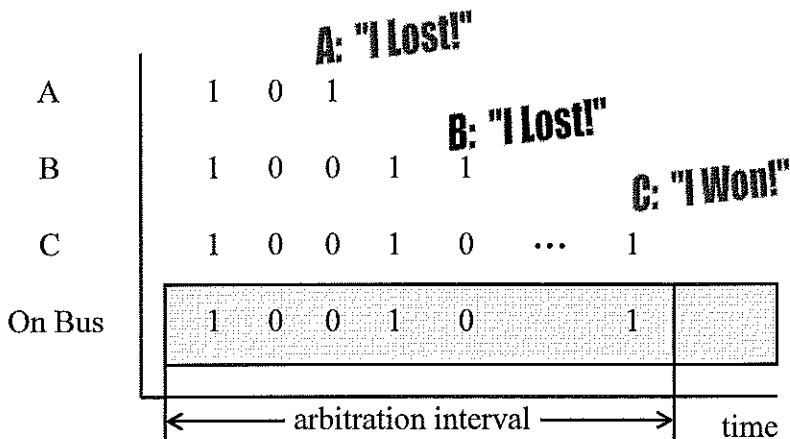 A: "I Lost!"
A 1 0 1
B: "I Lost!"
B 1 0 0 1 1
C: "I Won!"
C 1 0 0 1 0 ... 1
On Bus 1 0 0 1 0 1
arbitration interval time